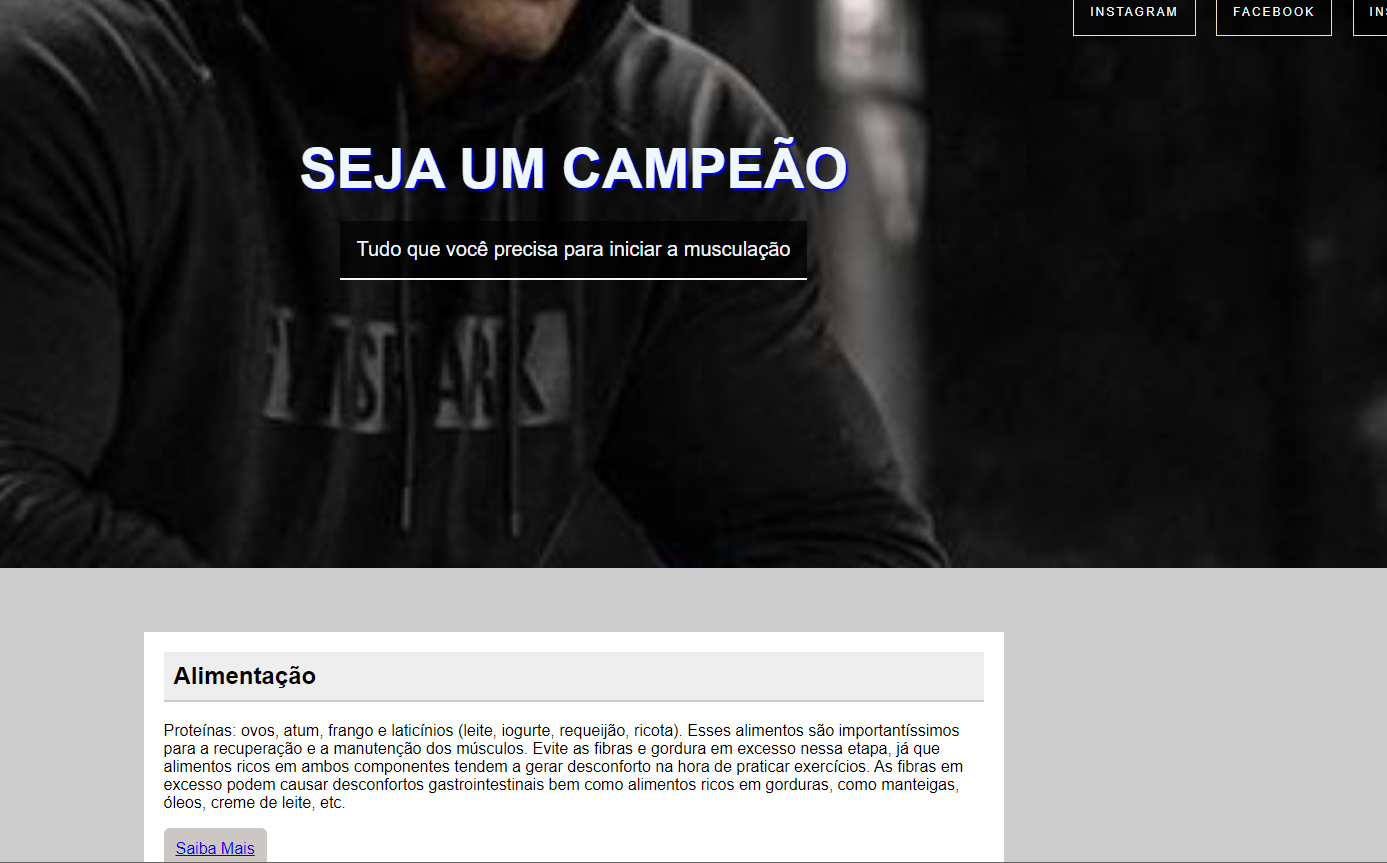 INSTAGRAM FACEBOOK
SEJA UM CAMPEÃO
Tudo que você precisa para iniciar a musculação
Alimentação
Proteínas: ovos, atum, frango e laticínios (leite, iogurte, requeijão, ricota). Esses alimentos são importantíssimos
para a recuperação e a manutenção dos músculos. Evite as fibras e gordura em excesso nessa etapa, já que
alimentos ricos em ambos componentes tendem a gerar desconforto na hora de praticar exercícios. As fibras em
excesso podem causar desconfortos gastrointestinais bem como alimentos ricos em gorduras, como manteigas,
óleos, creme de leite, etc.
Saiba Mais